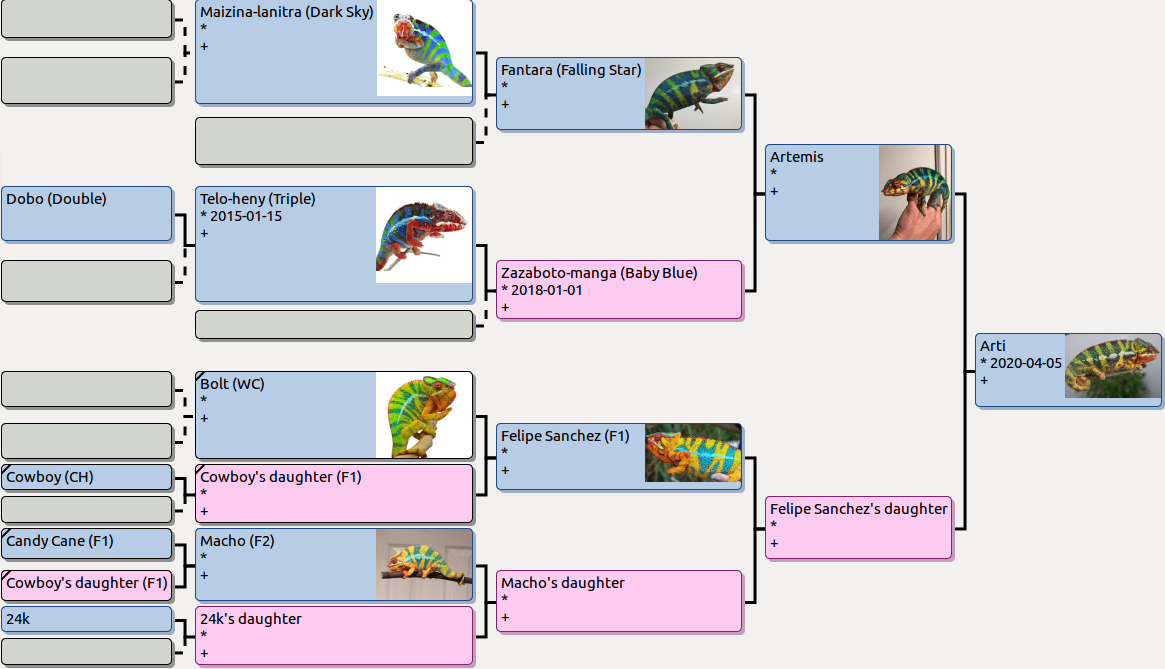 Maizina-lanitra (Dark Sky)
*
+
Fantara (Falling Star)
*
+
Artemis
*
+
Dobo (Double)
Telo-heny (Triple)
* 2015-01-15
+
Zazaboto-manga (Baby Blue)
* 2018-01-01
+
Arti
* 2020-04-05
+
Bolt (WC)
*
+
Felipe Sanchez (F1)
*
+
Cowboy (CH)
Cowboy's daughter (F1)
*
+
Felipe Sanchez's daughter
*
+
Candy Cane (F1)
Macho (F2)
*
+
Cowboy's daughter (F1)
Macho's daughter
*
+
24k
24k's daughter
*
+